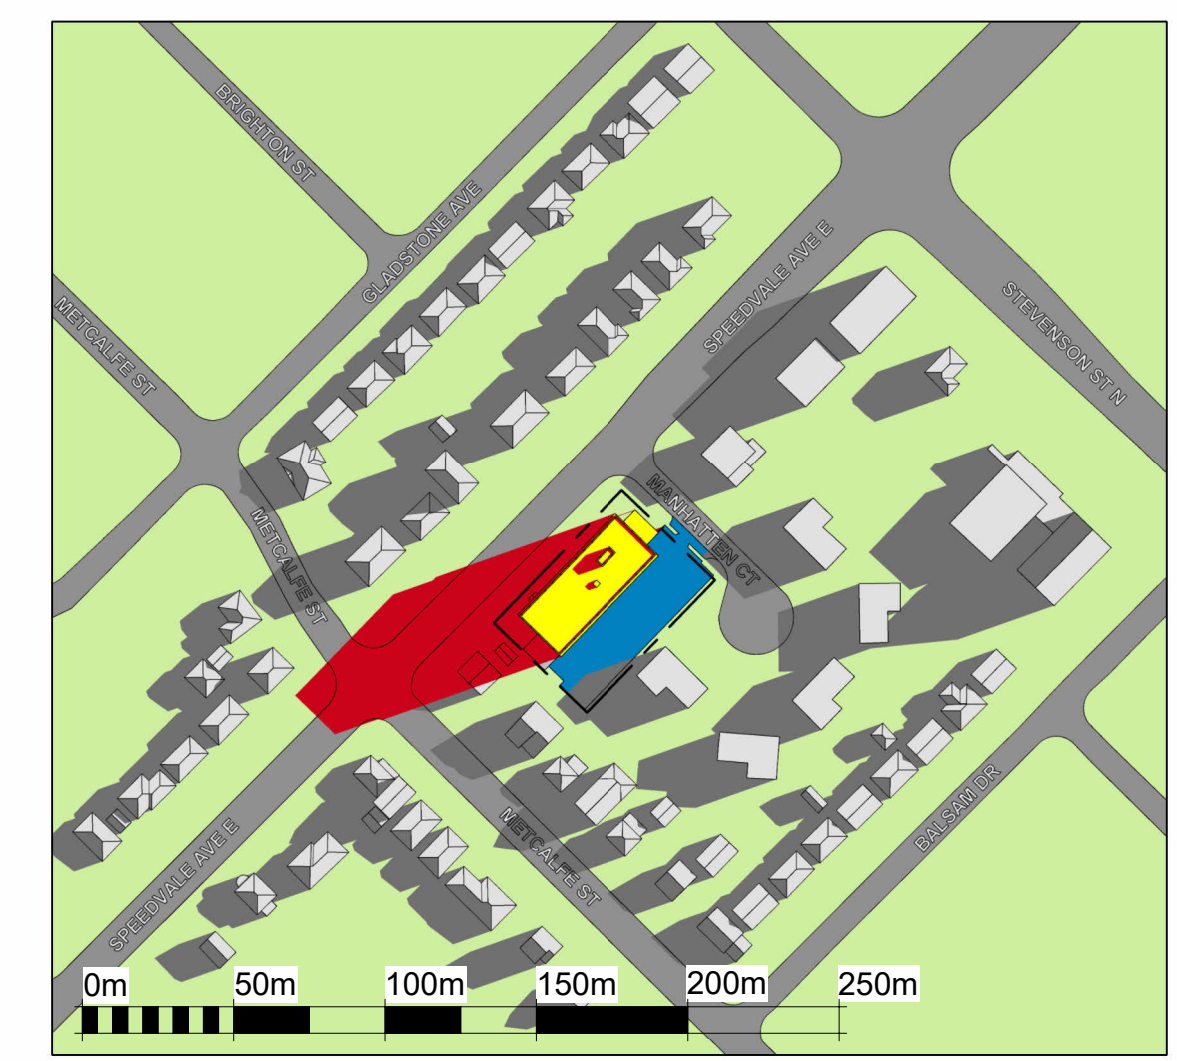 BRIGHTON ST
GLADSTONE AVE
METCALFE ST
SPEEDVALE AVE E
STEVENSON ST N
MANHATTEN CT
METCALFE ST
METCALFE ST
BALSAM DR
SPEEDVALE AVE E
0m 50m 100m 150m 200m 250m